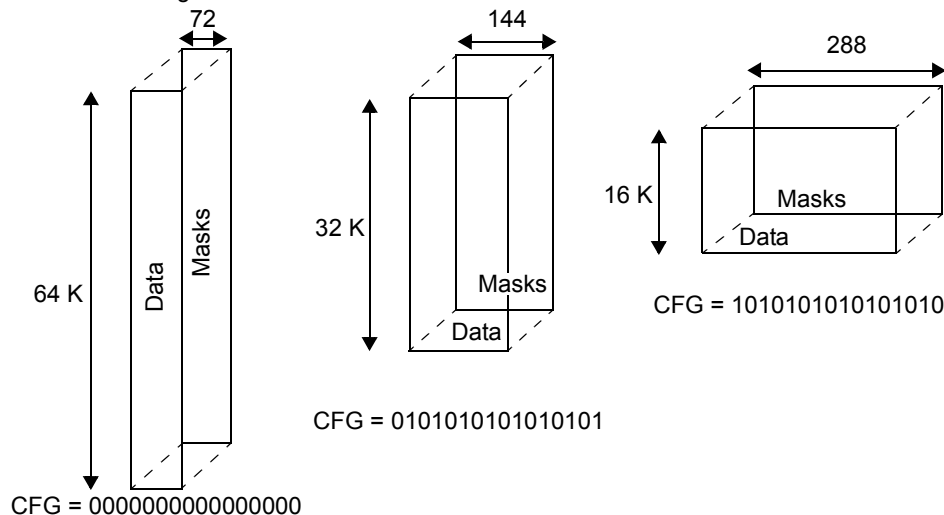 72
64 K
Data
Masks
CFG = 0000000000000000
144
32 K
Masks
Data
CFG = 0101010101010101
288
16 K
Masks
Data
CFG = 1010101010101010